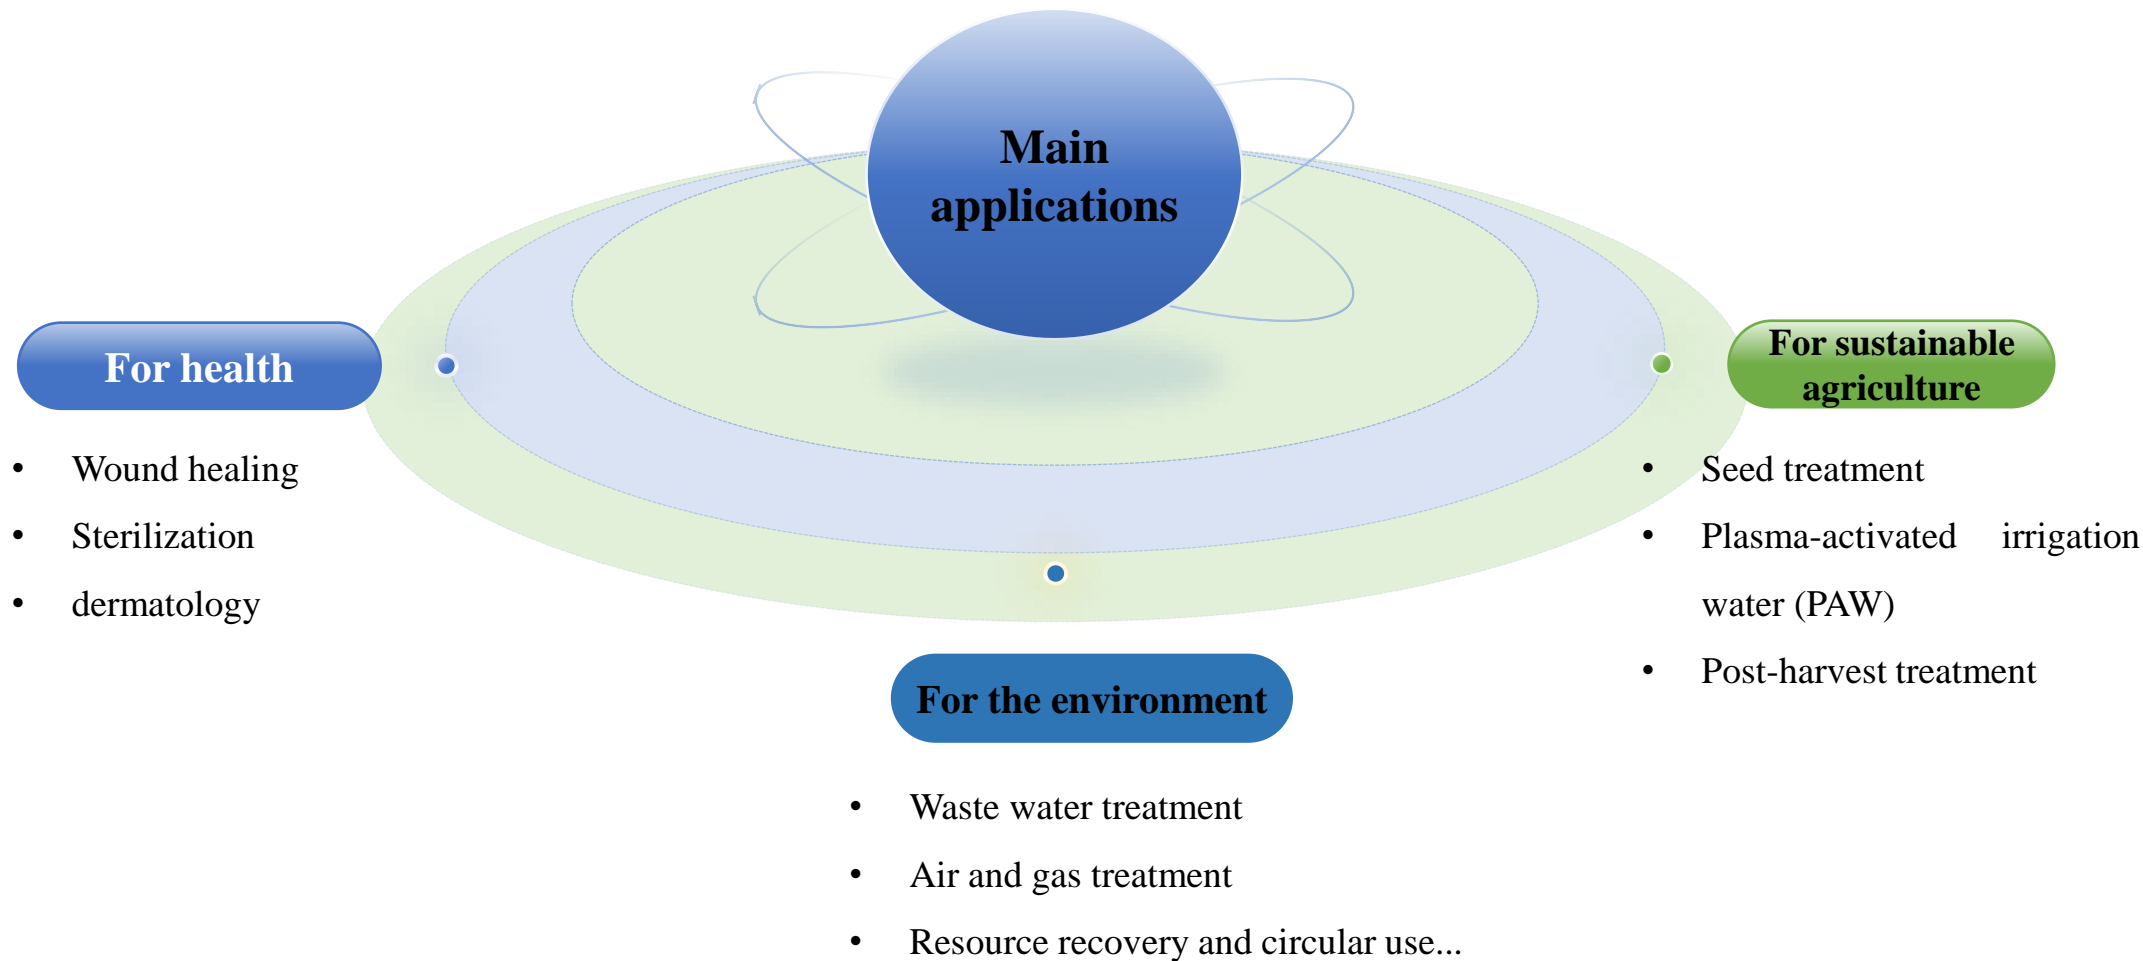 Main
applications
For health
• Wound healing
• Sterilization
• dermatology
For sustainable
agriculture
• Seed treatment
• Plasma-activated irrigation
water (PAW)
• Post-harvest treatment
For the environment
• Waste water treatment
• Air and gas treatment
• Resource recovery and circular use...